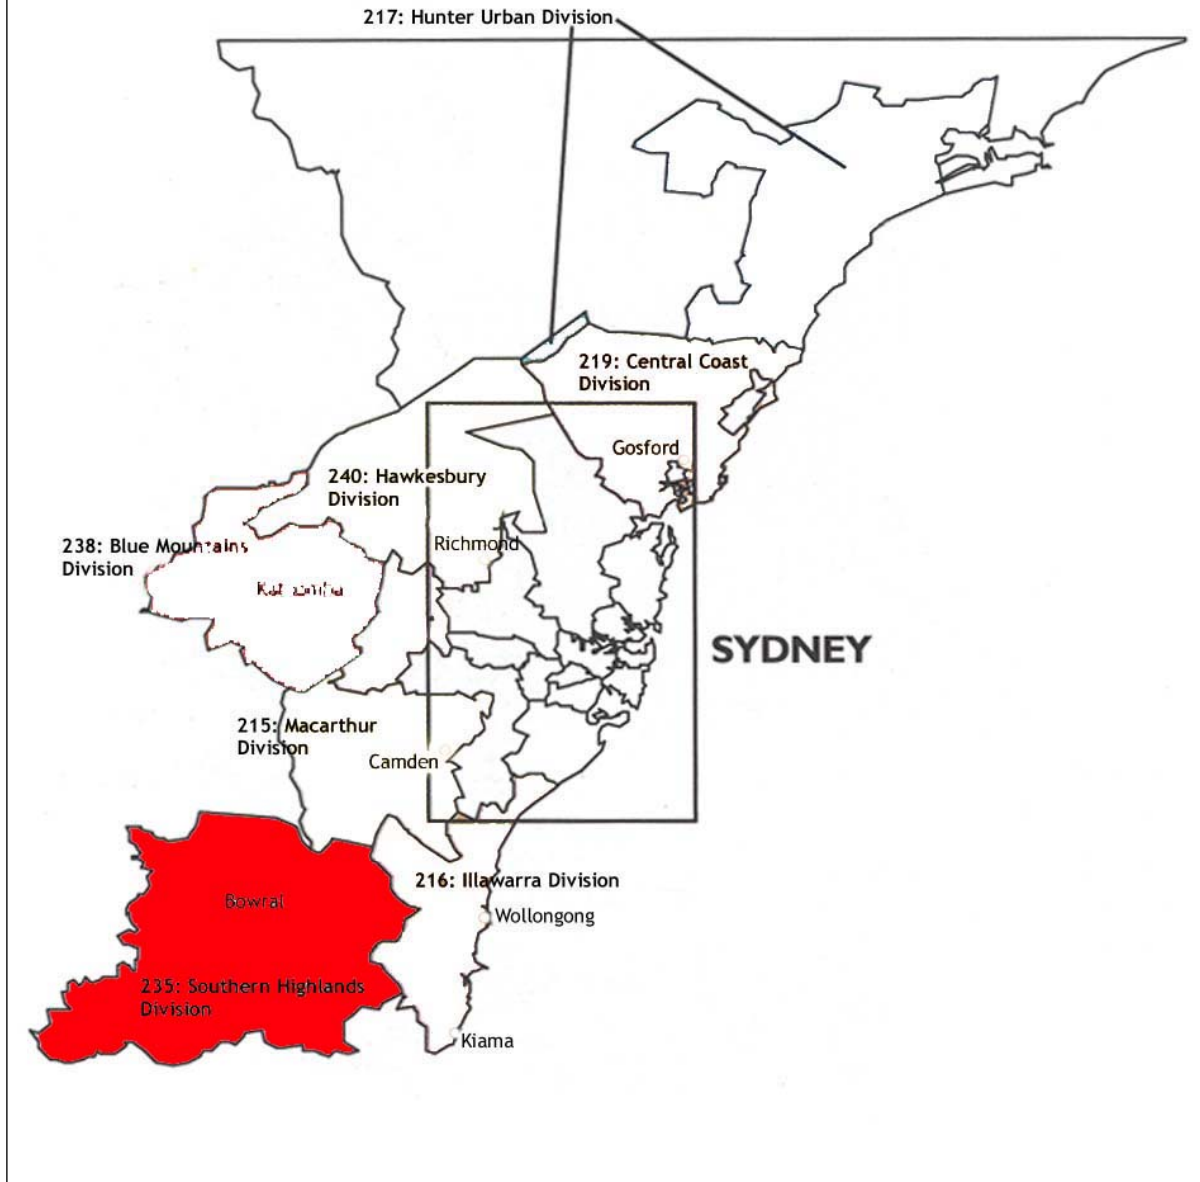 217: Hunter Urban Division
219: Central Coast
Division
Gosford
240: Hawkesbury
Division
Richmond
238: Blue Mountains
Division
SYDNEY
215: Macarthur
Division
Camden
216: Illawarra Division
Bowral
Wollongong
235: Southern Highlands
Division
Kiama